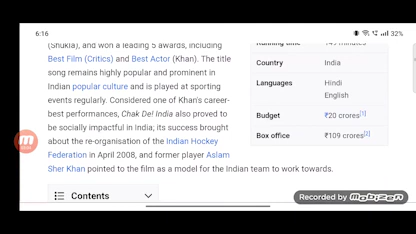 6:16
32%
(Shukla), and won a leading 5 awards, including
Best Film (Critics) and Best Actor (Khan). The title
song remains highly popular and prominent in
Indian popular culture and is played at sporting
events regularly. Considered one of Khan's career-
best performances, Chak De! India also proved to
be socially impactful in India; its success brought
about the re-organisation of the Indian Hockey
Federation in April 2008, and former player Aslam
Sher Khan pointed to the film as a model for the Indian team to work towards.
Running time 149 minutes
Country India
Languages Hindi
English
Budget ₹20 crores[1]
Box office ₹109 crores[2]
Contents
Recorded by Mobizen